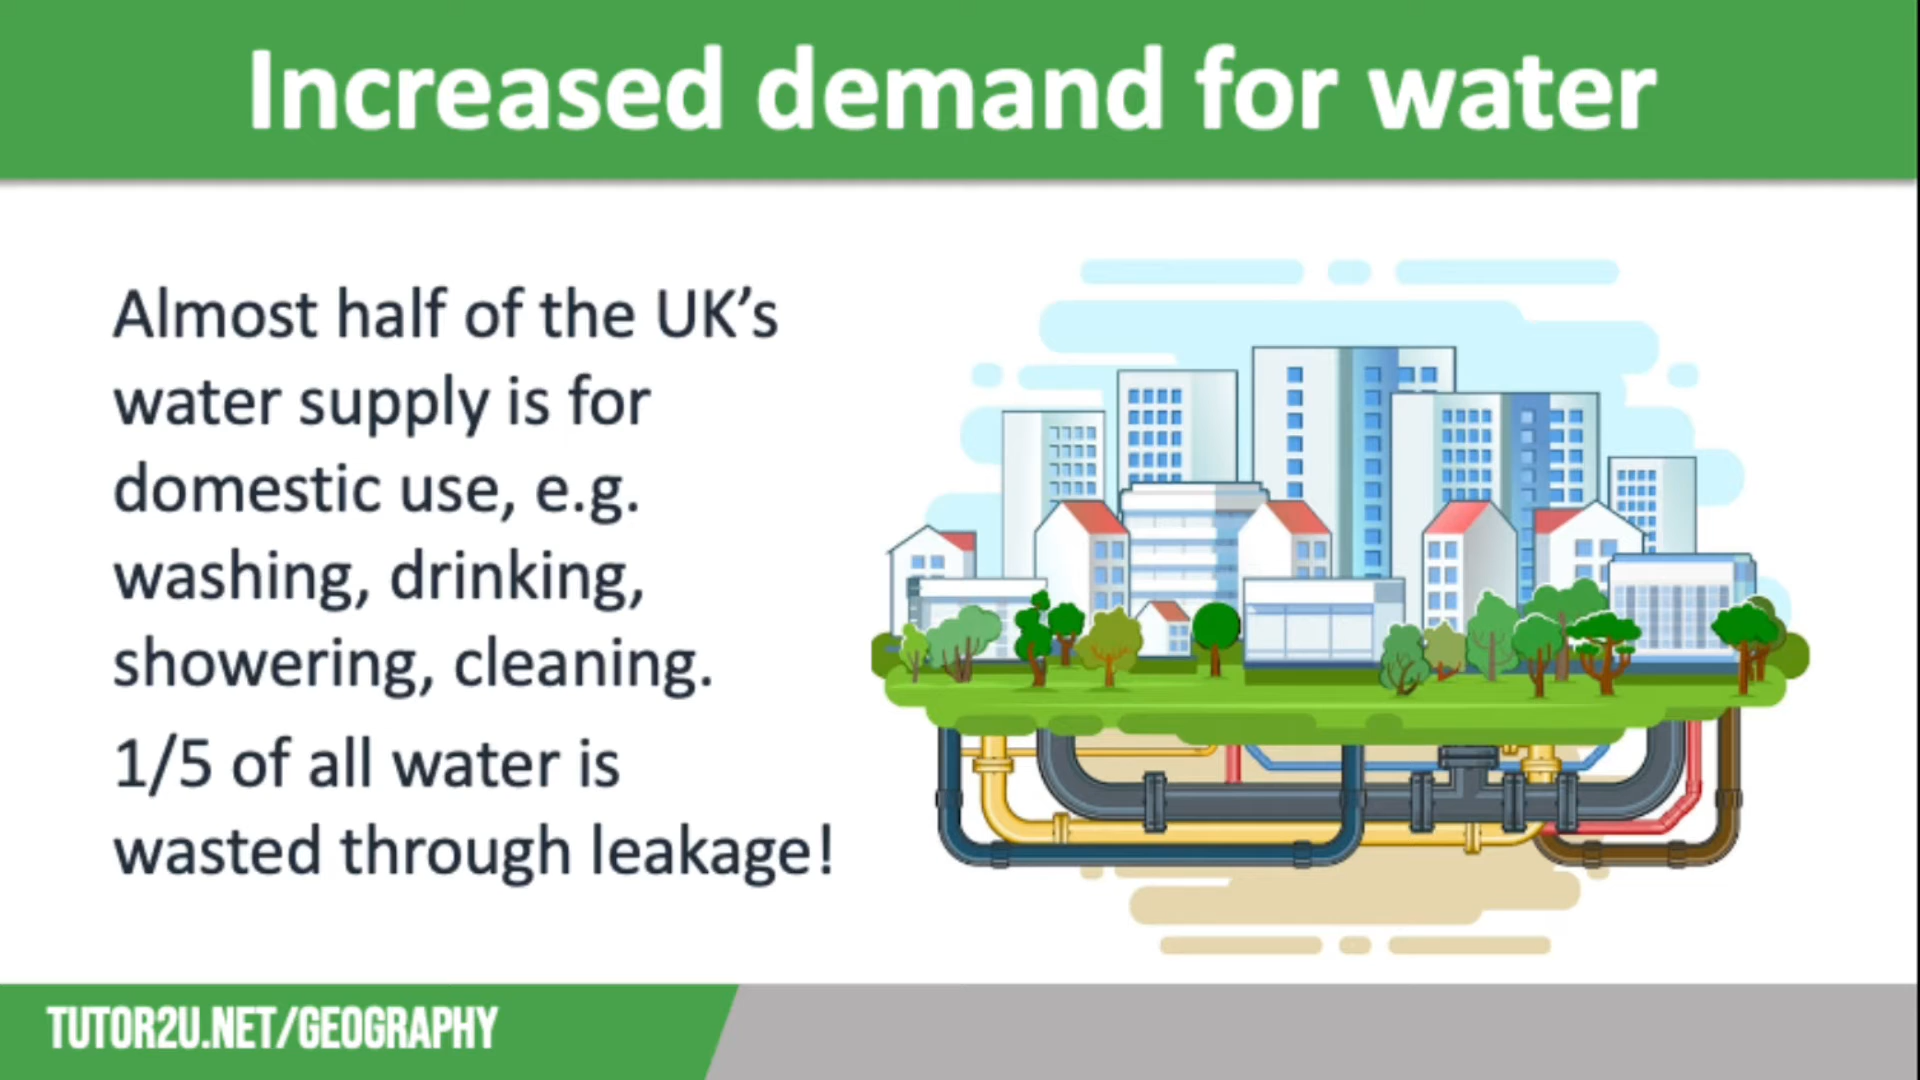 Increased demand for water
Almost half of the UK’s
water supply is for
domestic use, e.g.
washing, drinking,
showering, cleaning.
1/5 of all water is
wasted through leakage!
TUTOR2U.NET/GEOGRAPHY